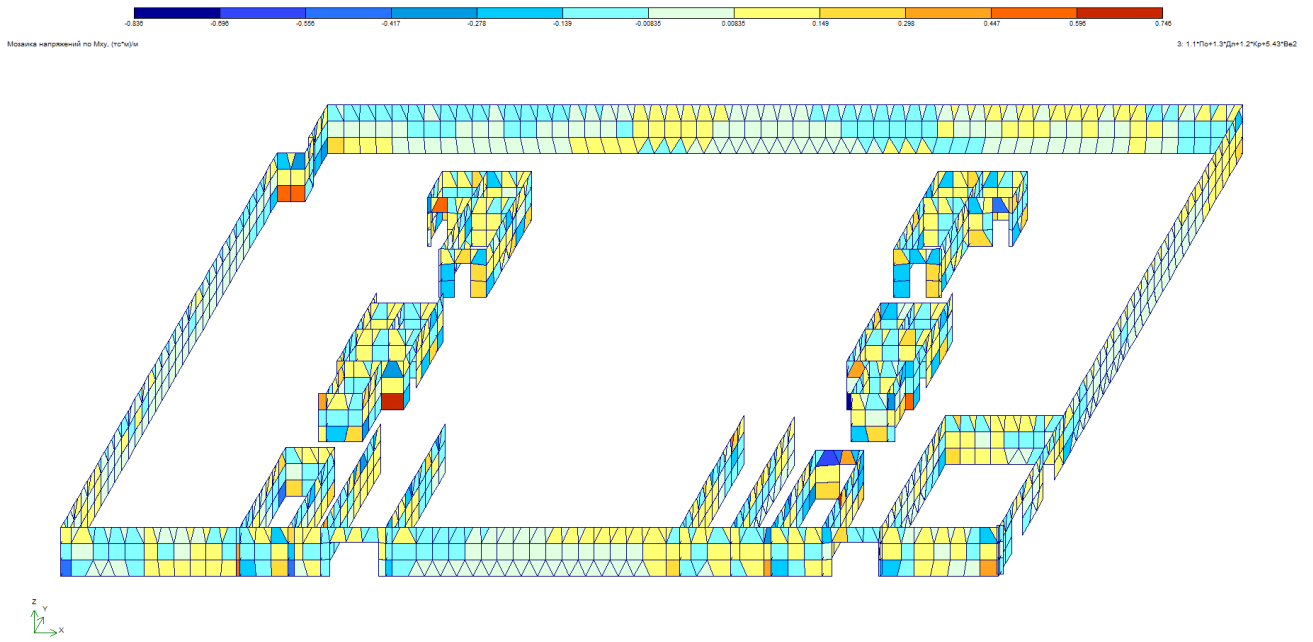 -0.836 -0.696 -0.556 -0.417 -0.278 -0.139 -0.00835 0.00835 0.149 0.298 0.447 0.596 0.746
Мозаика напряжений по Mxy, (тс*м)/м
3: 1.1*По+1.3*Дл+1.2*Кр+5.43*Ве2
Z
Y
X